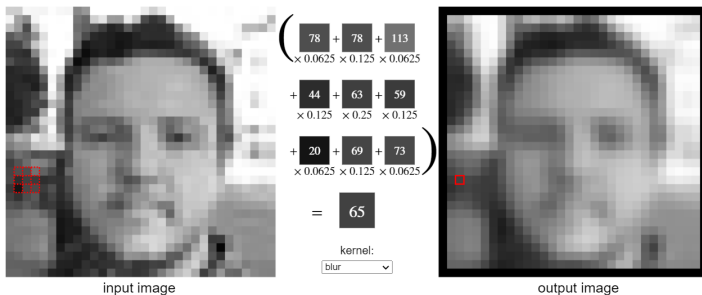 ( 78 + 78 + 113
× 0.0625 × 0.125 × 0.0625
+ 44 + 63 + 59
× 0.125 × 0.25 × 0.125
+ 20 + 69 + 73 )
× 0.0625 × 0.125 × 0.0625
= 65
kernel:
blur
input image
output image